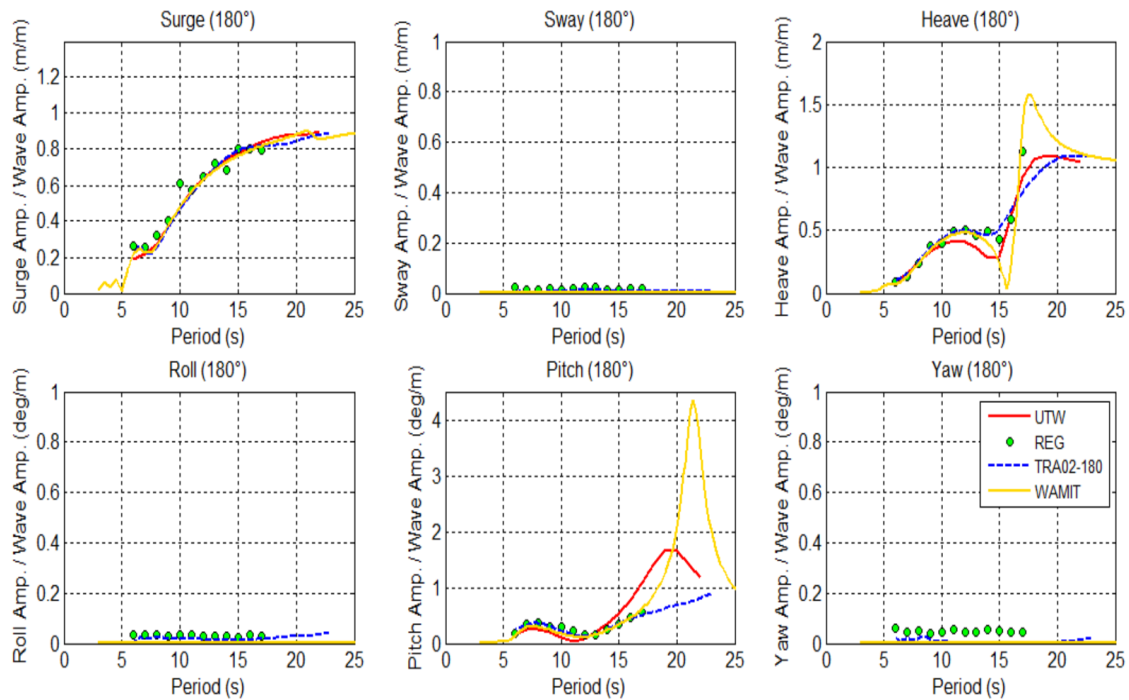 Surge (180°)
Surge Amp. / Wave Amp. (m/m)
1.2
1
0.8
0.6
0.4
0.2
0
0 5 10 15 20 25
Period (s)
Sway (180°)
Sway Amp. / Wave Amp. (m/m)
1
0.8
0.6
0.4
0.2
0
0 5 10 15 20 25
Period (s)
Heave (180°)
Heave Amp. / Wave Amp. (m/m)
2
1.5
1
0.5
0
0 5 10 15 20 25
Period (s)
Roll (180°)
Roll Amp. / Wave Amp. (deg/m)
1
0.8
0.6
0.4
0.2
0
0 5 10 15 20 25
Period (s)
Pitch (180°)
Pitch Amp. / Wave Amp. (deg/m)
4
3
2
1
0
0 5 10 15 20 25
Period (s)
Yaw (180°)
Yaw Amp. / Wave Amp. (deg/m)
1
0.8
0.6
0.4
0.2
0
0 5 10 15 20 25
Period (s)
UTW
REG
TRA02-180
WAMIT